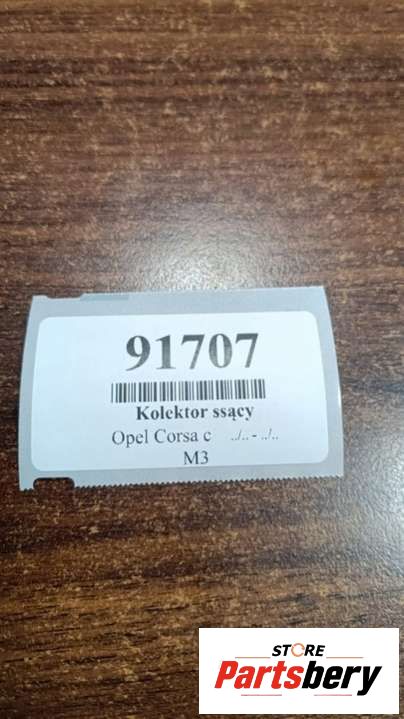 91707
Kolektor ssący
Opel Corsa c ../.. - ../..
M3
STORE
Partsbery